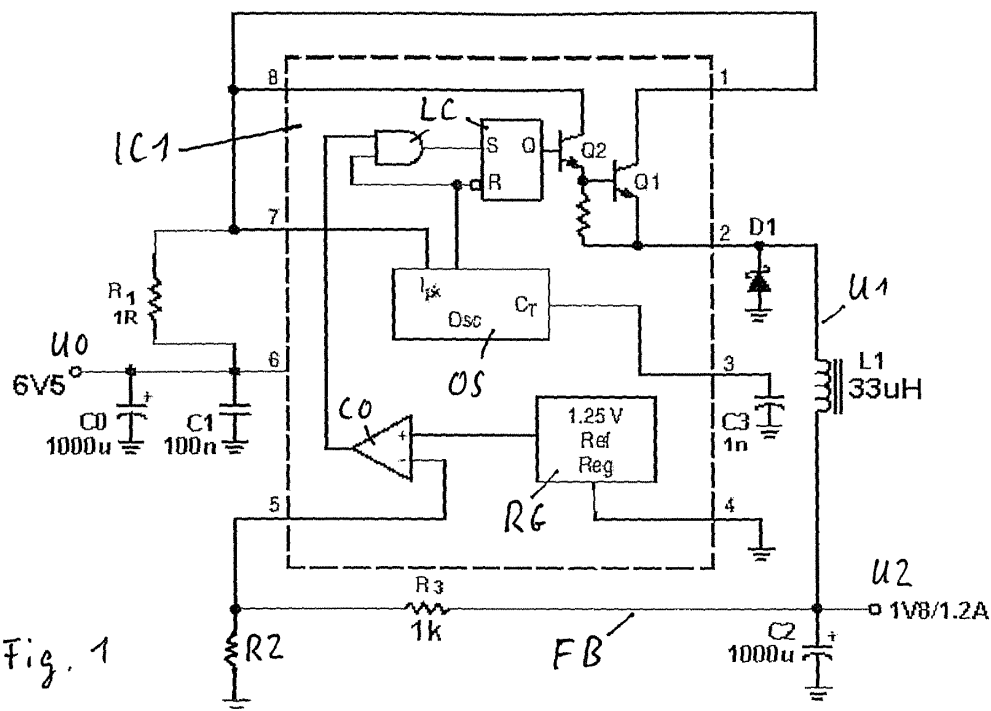 8
1
LC
IC1
S
Q
R
Q2
Q1
7
2
D1
R1
1R
Ipk
CT
Osc
U1
U0
6
6V5
OS
3
L1
33uH
C0
1000u
C1
100n
CO
+
-
1.25 V
Ref
Reg
C3
1n
5
RG
4
R3
1k
U2
1V8/1.2A
Fig. 1
R2
FB
C2
1000u
+
+